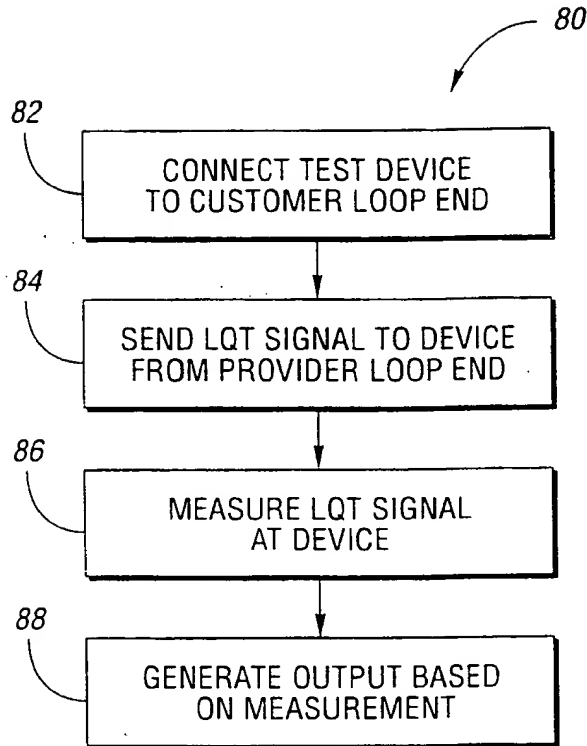 80
82
CONNECT TEST DEVICE
TO CUSTOMER LOOP END
84
SEND LQT SIGNAL TO DEVICE
FROM PROVIDER LOOP END
86
MEASURE LQT SIGNAL
AT DEVICE
88
GENERATE OUTPUT BASED
ON MEASUREMENT